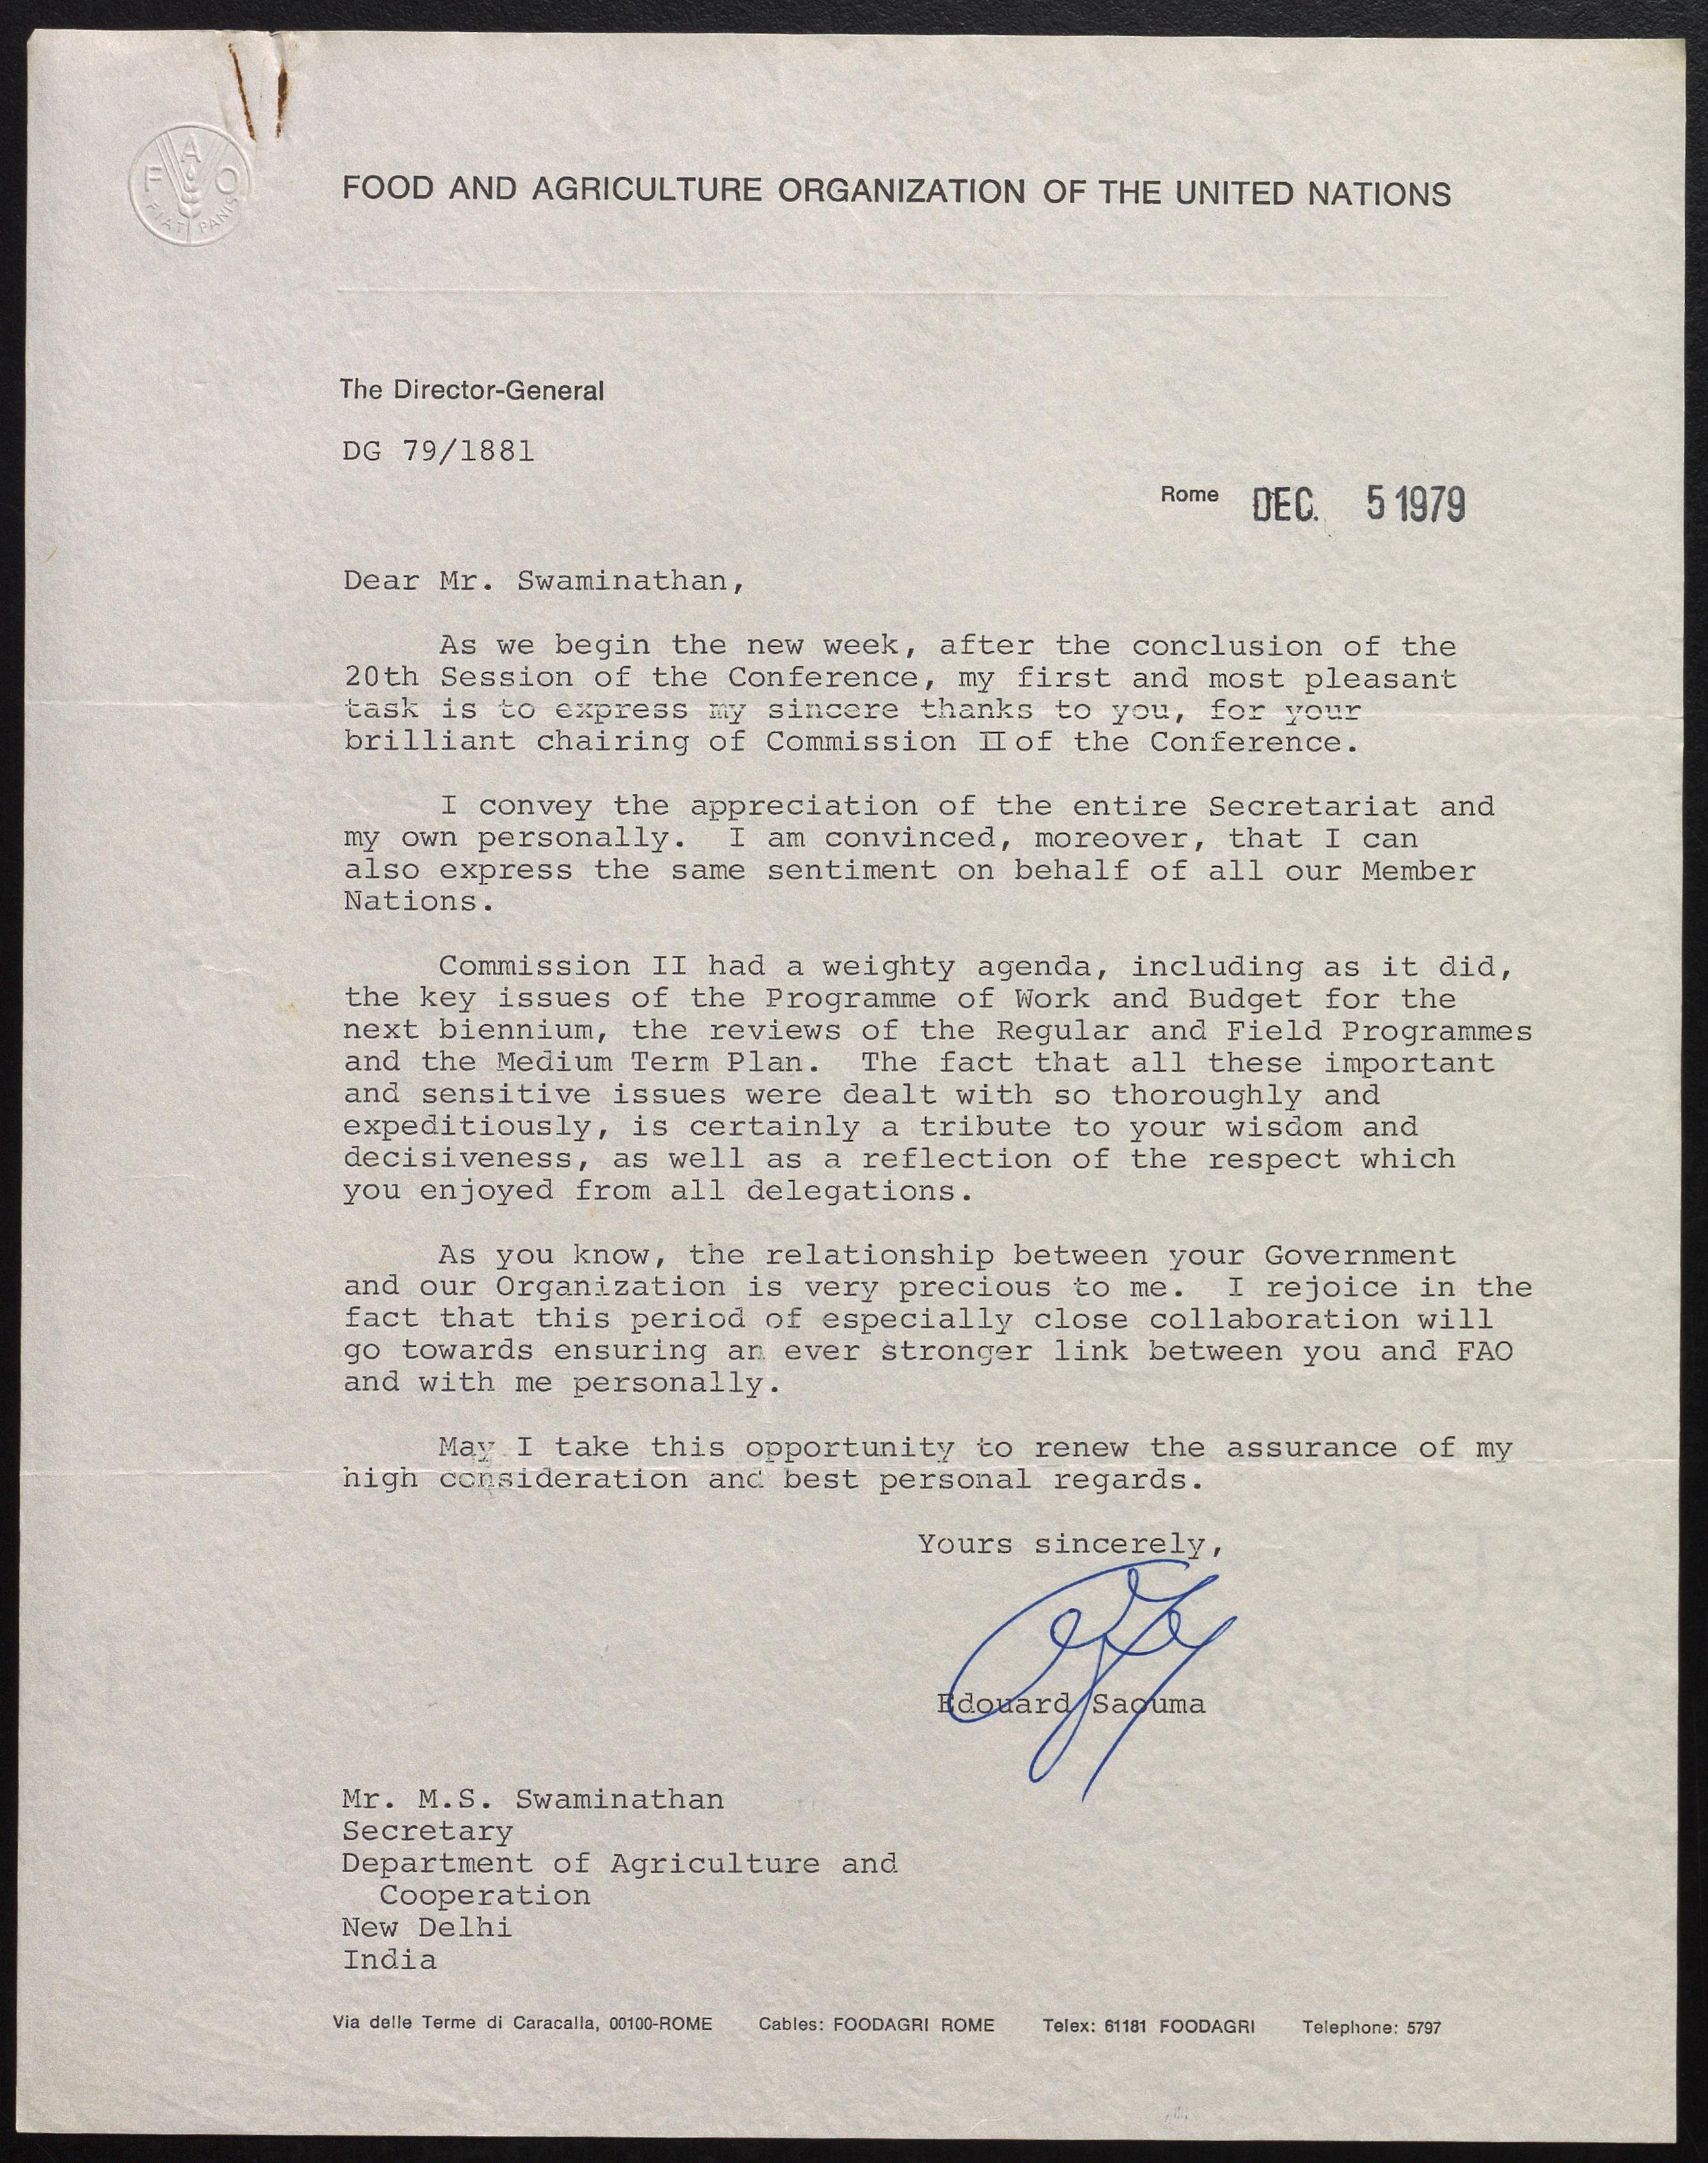 F A O
FIAT PANIS
FOOD AND AGRICULTURE ORGANIZATION OF THE UNITED NATIONS
The Director-General
DG 79/1881
Rome DEC. 5 1979
Dear Mr. Swaminathan,
As we begin the new week, after the conclusion of the
20th Session of the Conference, my first and most pleasant
task is to express my sincere thanks to you, for your
brilliant chairing of Commission II of the Conference.
I convey the appreciation of the entire Secretariat and
my own personally. I am convinced, moreover, that I can
also express the same sentiment on behalf of all our Member
Nations.
Commission II had a weighty agenda, including as it did,
the key issues of the Programme of Work and Budget for the
next biennium, the reviews of the Regular and Field Programmes
and the Medium Term Plan. The fact that all these important
and sensitive issues were dealt with so thoroughly and
expeditiously, is certainly a tribute to your wisdom and
decisiveness, as well as a reflection of the respect which
you enjoyed from all delegations.
As you know, the relationship between your Government
and our Organization is very precious to me. I rejoice in the
fact that this period of especially close collaboration will
go towards ensuring an ever stronger link between you and FAO
and with me personally.
May I take this opportunity to renew the assurance of my
high consideration and best personal regards.
Yours sincerely,
Edouard Saouma
Mr. M.S. Swaminathan
Secretary
Department of Agriculture and
Cooperation
New Delhi
India
Via delle Terme di Caracalla, 00100-ROME Cables: FOODAGRI ROME Telex: 61181 FOODAGRI Telephone: 5797